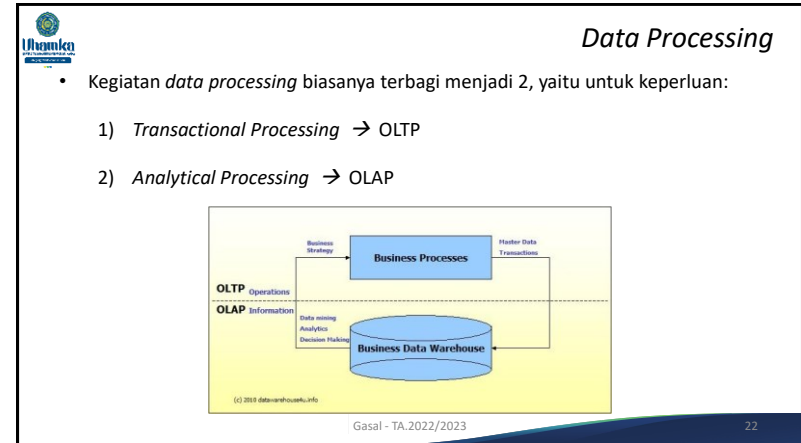 Uhamka
Data Processing
• Kegiatan data processing biasanya terbagi menjadi 2, yaitu untuk keperluan:
1) Transactional Processing → OLTP
2) Analytical Processing → OLAP
Business
Strategy
Business Processes
Master Data
Transactions
OLTP Operations
OLAP Information
Data mining
Analytics
Decision Making
Business Data Warehouse
(c) 2010 datawarehouse4u.info
Gasal - TA.2022/2023
22